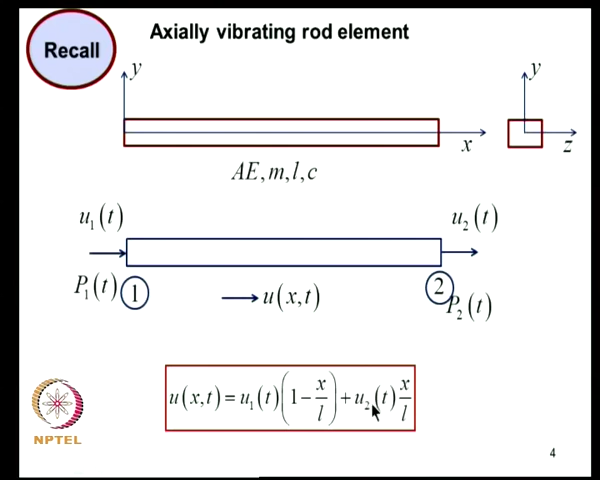 Recall
Axially vibrating rod element
y
y
x
z
AE, m, l, c
u₁(t)
u₂(t)
P₁(t) 1
u(x,t)
2 P₂(t)
u(x,t) = u₁(t)(1 − x/l) + u₂(t) x/l
NPTEL
4